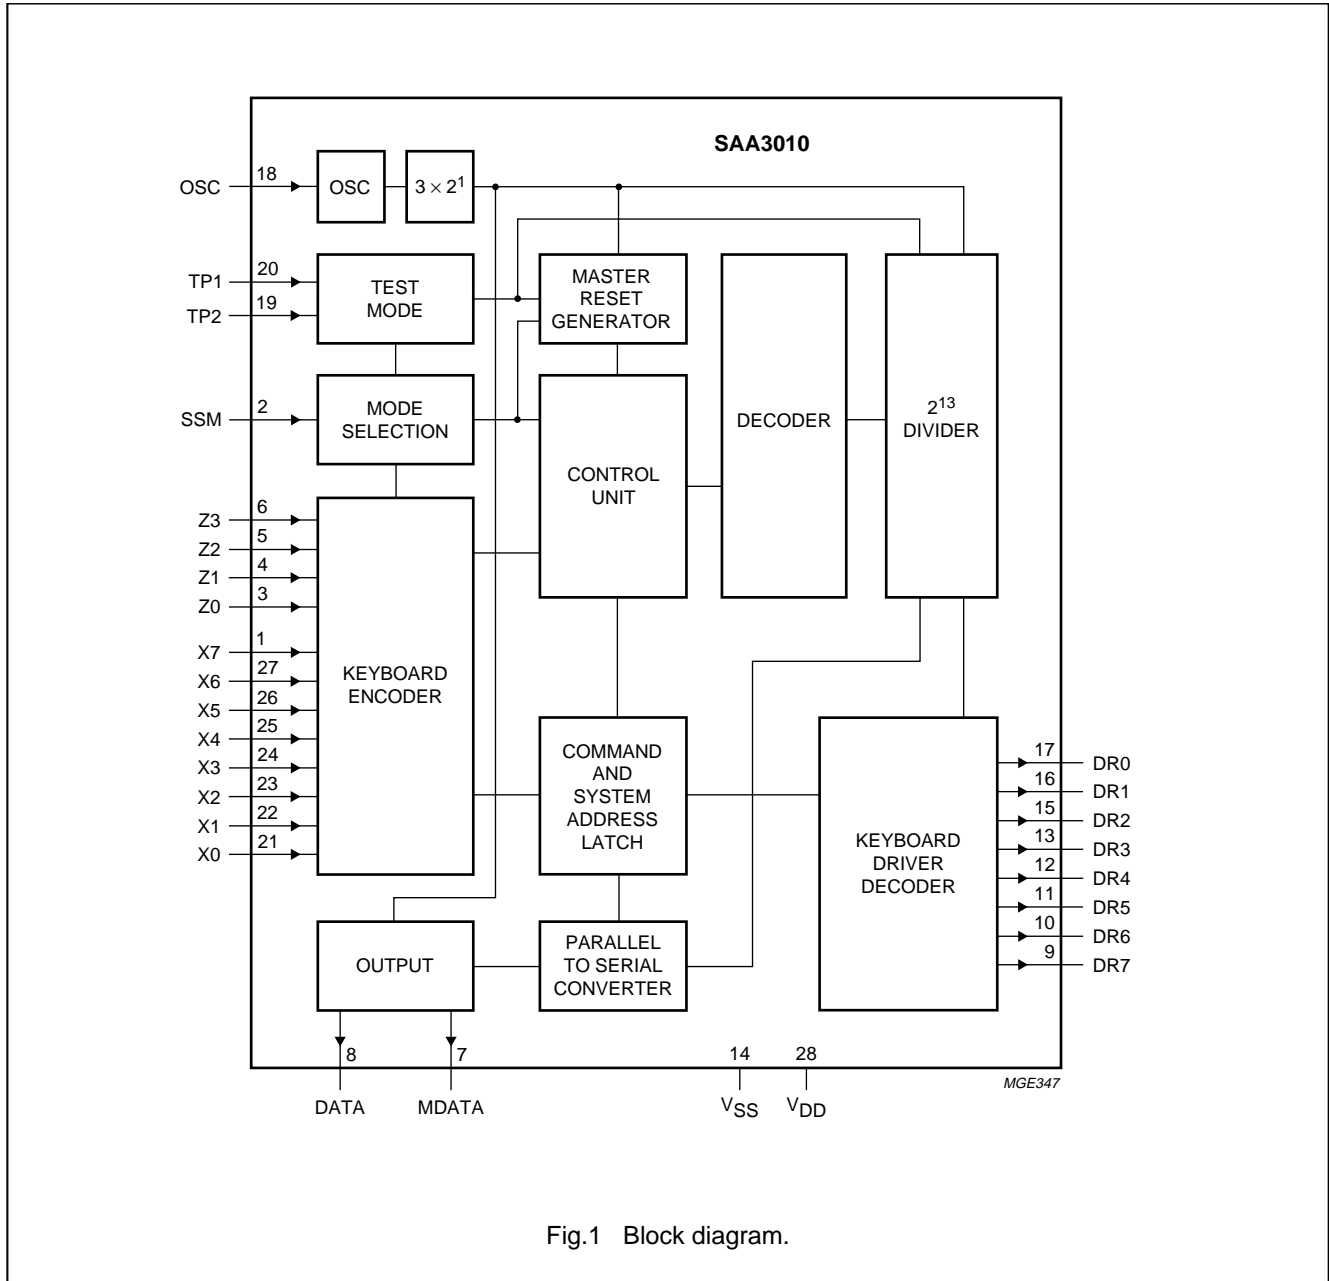 SAA3010
OSC 18 OSC 3 × 2¹
TP1 20
TP2 19
TEST
MODE
MASTER
RESET
GENERATOR
SSM 2
MODE
SELECTION
CONTROL
UNIT
DECODER
2¹³
DIVIDER
Z3 6
Z2 5
Z1 4
Z0 3
X7 1
X6 27
X5 26
X4 25
X3 24
X2 23
X1 22
X0 21
KEYBOARD
ENCODER
COMMAND
AND
SYSTEM
ADDRESS
LATCH
KEYBOARD
DRIVER
DECODER
17 DR0
16 DR1
15 DR2
13 DR3
12 DR4
11 DR5
10 DR6
9 DR7
OUTPUT
PARALLEL
TO SERIAL
CONVERTER
8 7 14 28
DATA MDATA VSS VDD
MGE347
Fig.1 Block diagram.